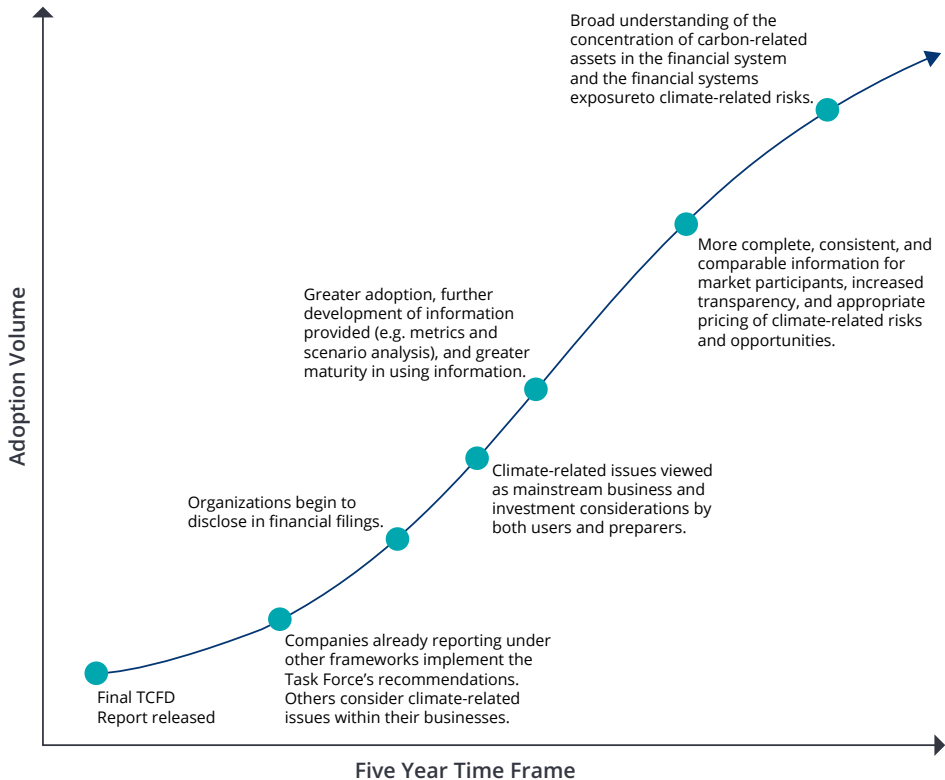 Broad understanding of the
concentration of carbon-related
assets in the financial system
and the financial systems
exposureto climate-related risks.
More complete, consistent, and
comparable information for
market participants, increased
transparency, and appropriate
pricing of climate-related risks
and opportunities.
Greater adoption, further
development of information
provided (e.g. metrics and
scenario analysis), and greater
maturity in using information.
Climate-related issues viewed
as mainstream business and
investment considerations by
both users and preparers.
Organizations begin to
disclose in financial filings.
Companies already reporting under
other frameworks implement the
Task Force’s recommendations.
Others consider climate-related
issues within their businesses.
Final TCFD
Report released
Adoption Volume
Five Year Time Frame